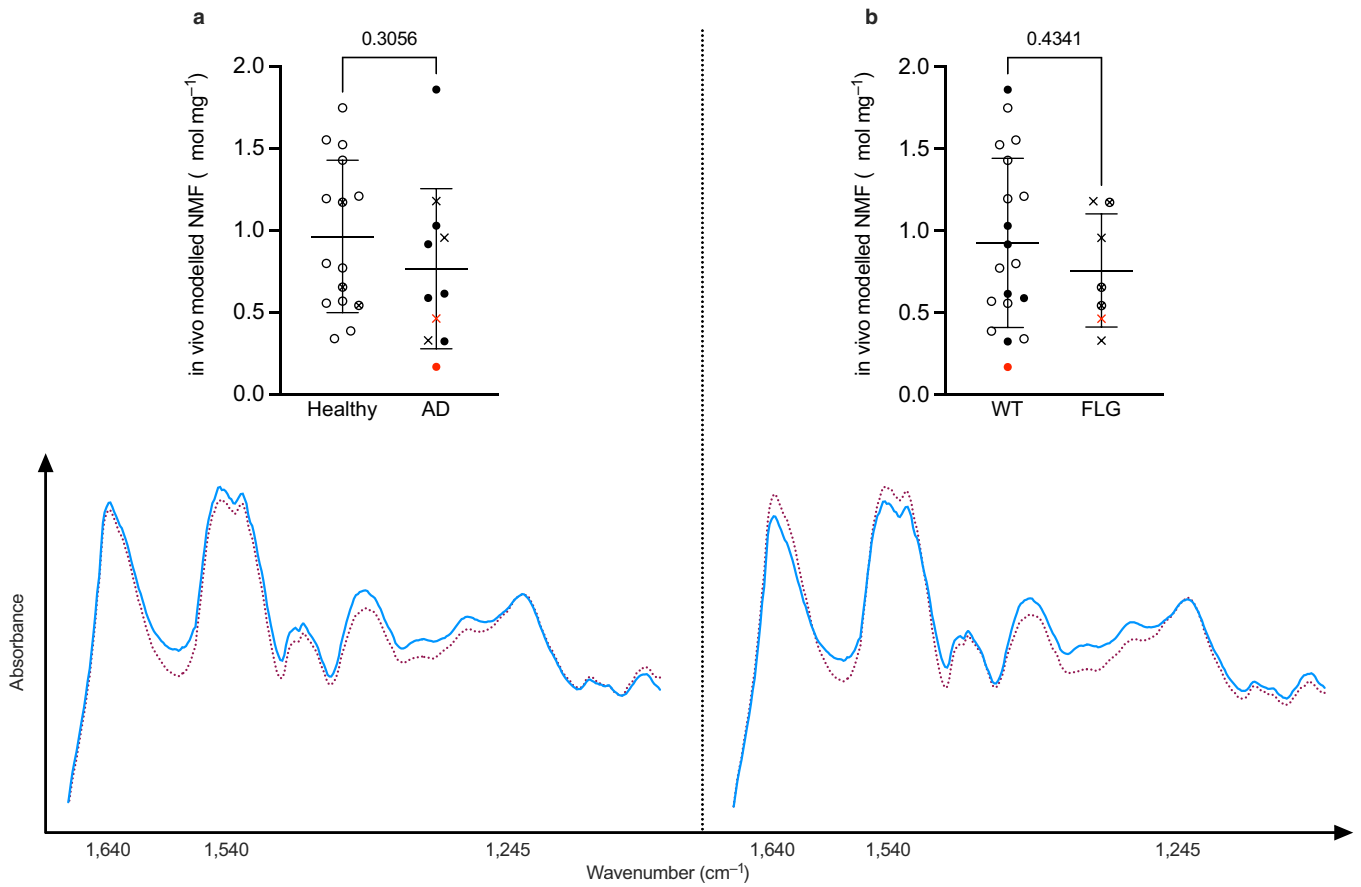 a
0.3056
2.0
1.5
1.0
0.5
0.0
in vivo modelled NMF ( mol mg–1)
Healthy AD
b
0.4341
2.0
1.5
1.0
0.5
0.0
in vivo modelled NMF ( mol mg–1)
WT FLG
Absorbance
1,640 1,540 1,245 1,640 1,540 1,245
Wavenumber (cm–1)